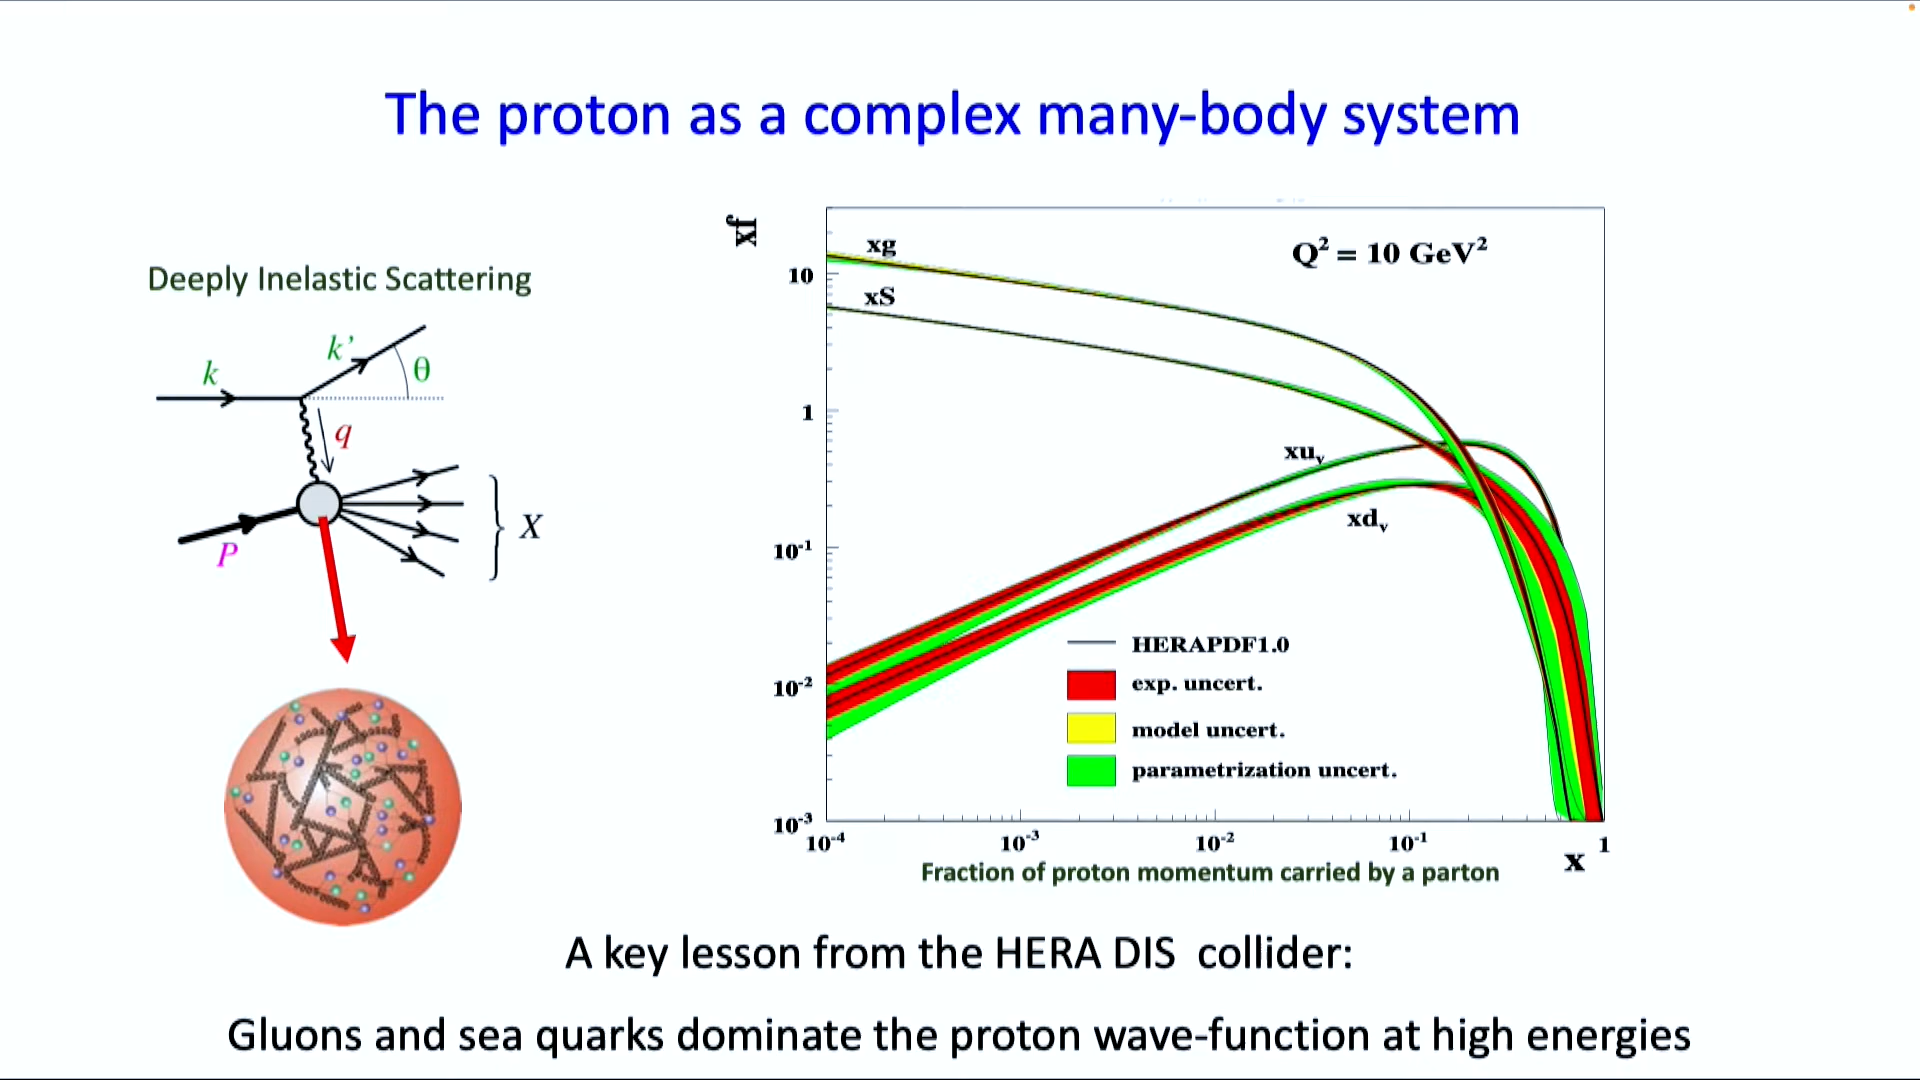 The proton as a complex many-body system
Deeply Inelastic Scattering
k
k’
θ
q
P
X
xf
xg
xS
Q² = 10 GeV²
xuᵥ
xdᵥ
10
1
10⁻¹
10⁻²
10⁻³
HERAPDF1.0
exp. uncert.
model uncert.
parametrization uncert.
10⁻⁴
10⁻³
10⁻²
10⁻¹
1
x
Fraction of proton momentum carried by a parton
A key lesson from the HERA DIS collider:
Gluons and sea quarks dominate the proton wave-function at high energies